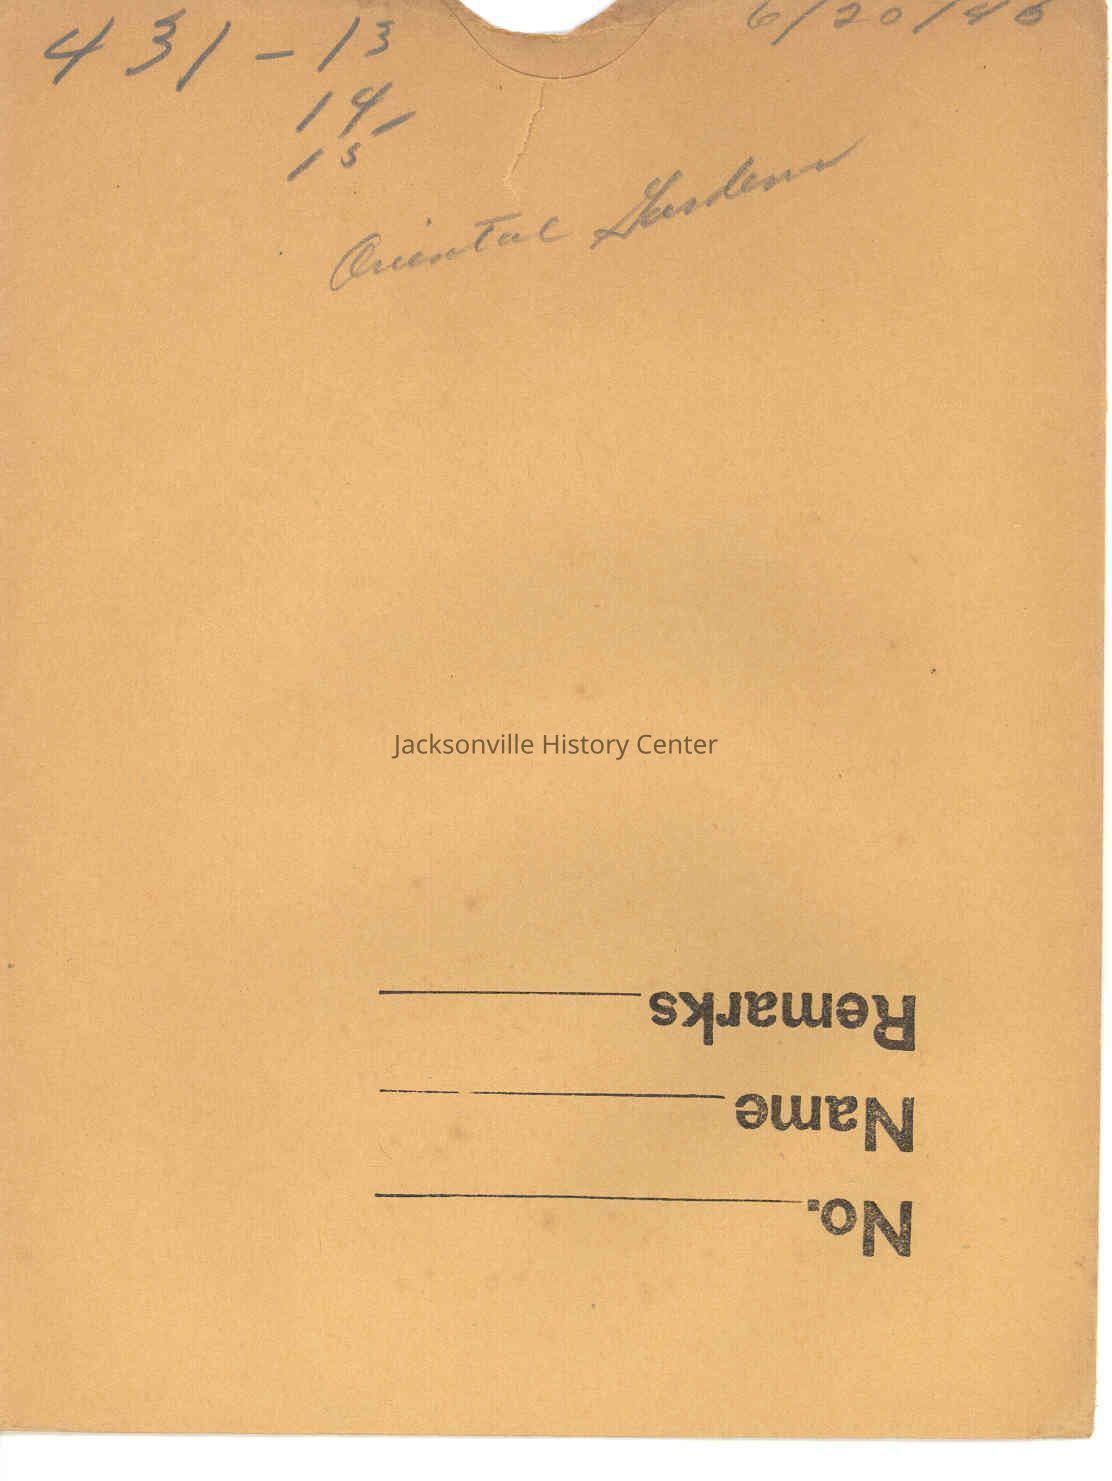 431-13
6/20/46
14,
15
Oriental Gardens
Jacksonville History Center
Remarks
Name
No.